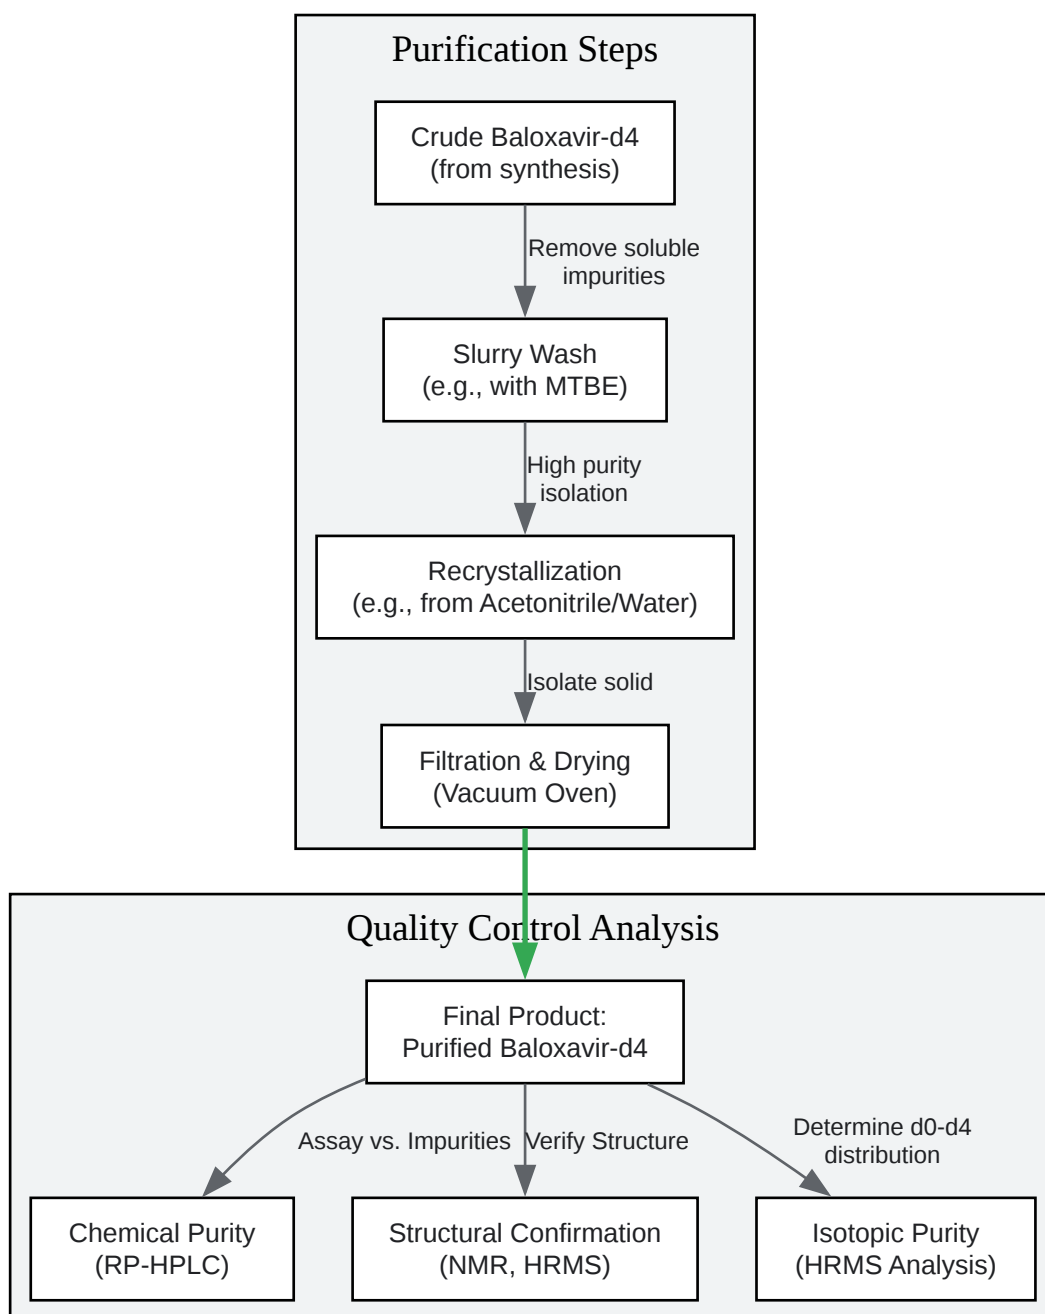 Purification Steps
Crude Baloxavir-d4
(from synthesis)
Remove soluble
impurities
Slurry Wash
(e.g., with MTBE)
High purity
isolation
Recrystallization
(e.g., from Acetonitrile/Water)
Isolate solid
Filtration & Drying
(Vacuum Oven)
Quality Control Analysis
Final Product:
Purified Baloxavir-d4
Assay vs. Impurities
Verify Structure
Determine d0-d4
distribution
Chemical Purity
(RP-HPLC)
Structural Confirmation
(NMR, HRMS)
Isotopic Purity
(HRMS Analysis)